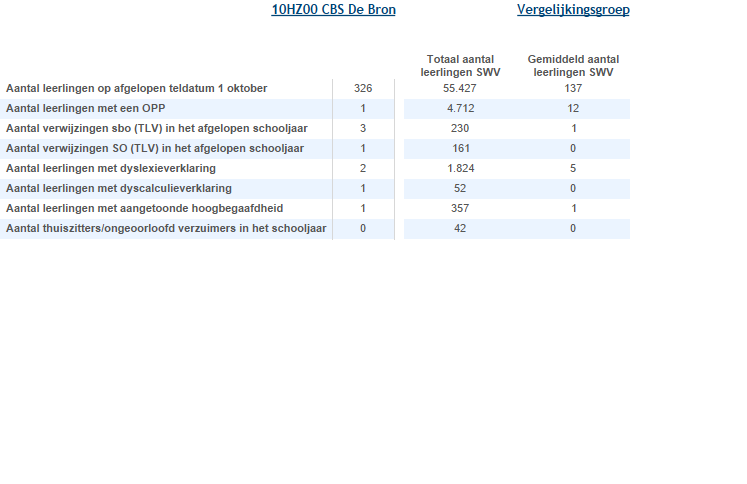 10HZ00 CBS De Bron Vergelijkingsgroep
Totaal aantal Gemiddeld aantal
leerlingen SWV leerlingen SWV
Aantal leerlingen op afgelopen teldatum 1 oktober 326 55.427 137
Aantal leerlingen met een OPP 1 4.712 12
Aantal verwijzingen sbo (TLV) in het afgelopen schooljaar 3 230 1
Aantal verwijzingen SO (TLV) in het afgelopen schooljaar 1 161 0
Aantal leerlingen met dyslexieverklaring 2 1.824 5
Aantal leerlingen met dyscalculieverklaring 1 52 0
Aantal leerlingen met aangetoonde hoogbegaafdheid 1 357 1
Aantal thuiszitters/ongeoorloofd verzuimers in het schooljaar 0 42 0